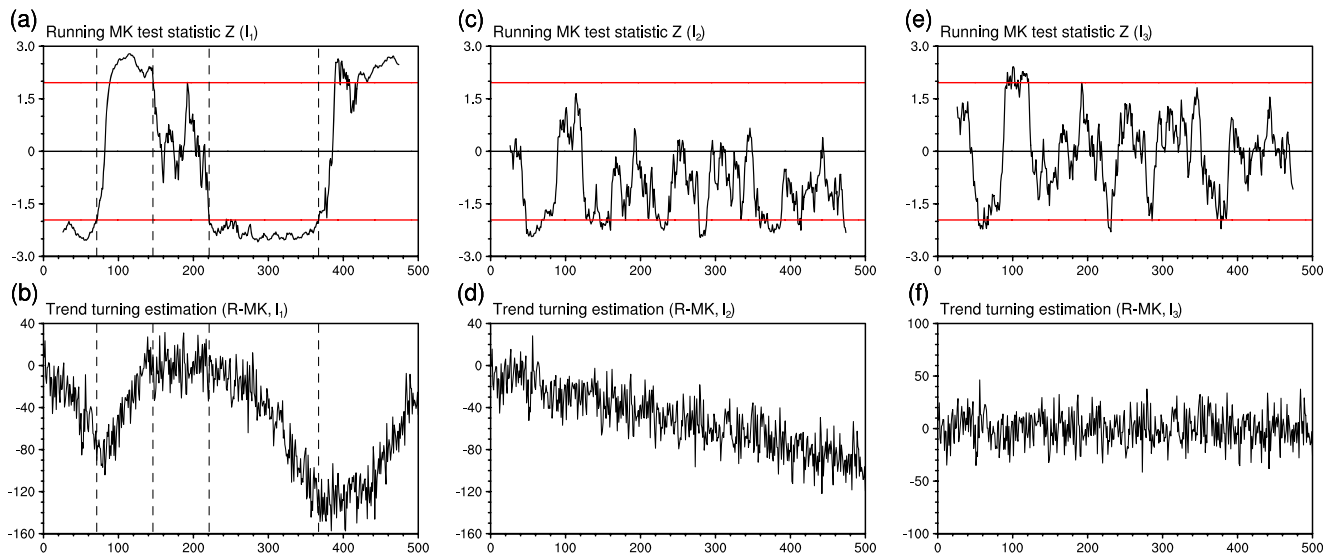 (a)
Running MK test statistic Z (I₁)
3.0
1.5
0
-1.5
-3.0
0 100 200 300 400 500
(b)
Trend turning estimation (R-MK, I₁)
40
0
-40
-80
-120
-160
0 100 200 300 400 500
(c)
Running MK test statistic Z (I₂)
3.0
1.5
0
-1.5
-3.0
0 100 200 300 400 500
(d)
Trend turning estimation (R-MK, I₂)
40
0
-40
-80
-120
-160
0 100 200 300 400 500
(e)
Running MK test statistic Z (I₃)
3.0
1.5
0
-1.5
-3.0
0 100 200 300 400 500
(f)
Trend turning estimation (R-MK, I₃)
100
50
0
-50
-100
0 100 200 300 400 500